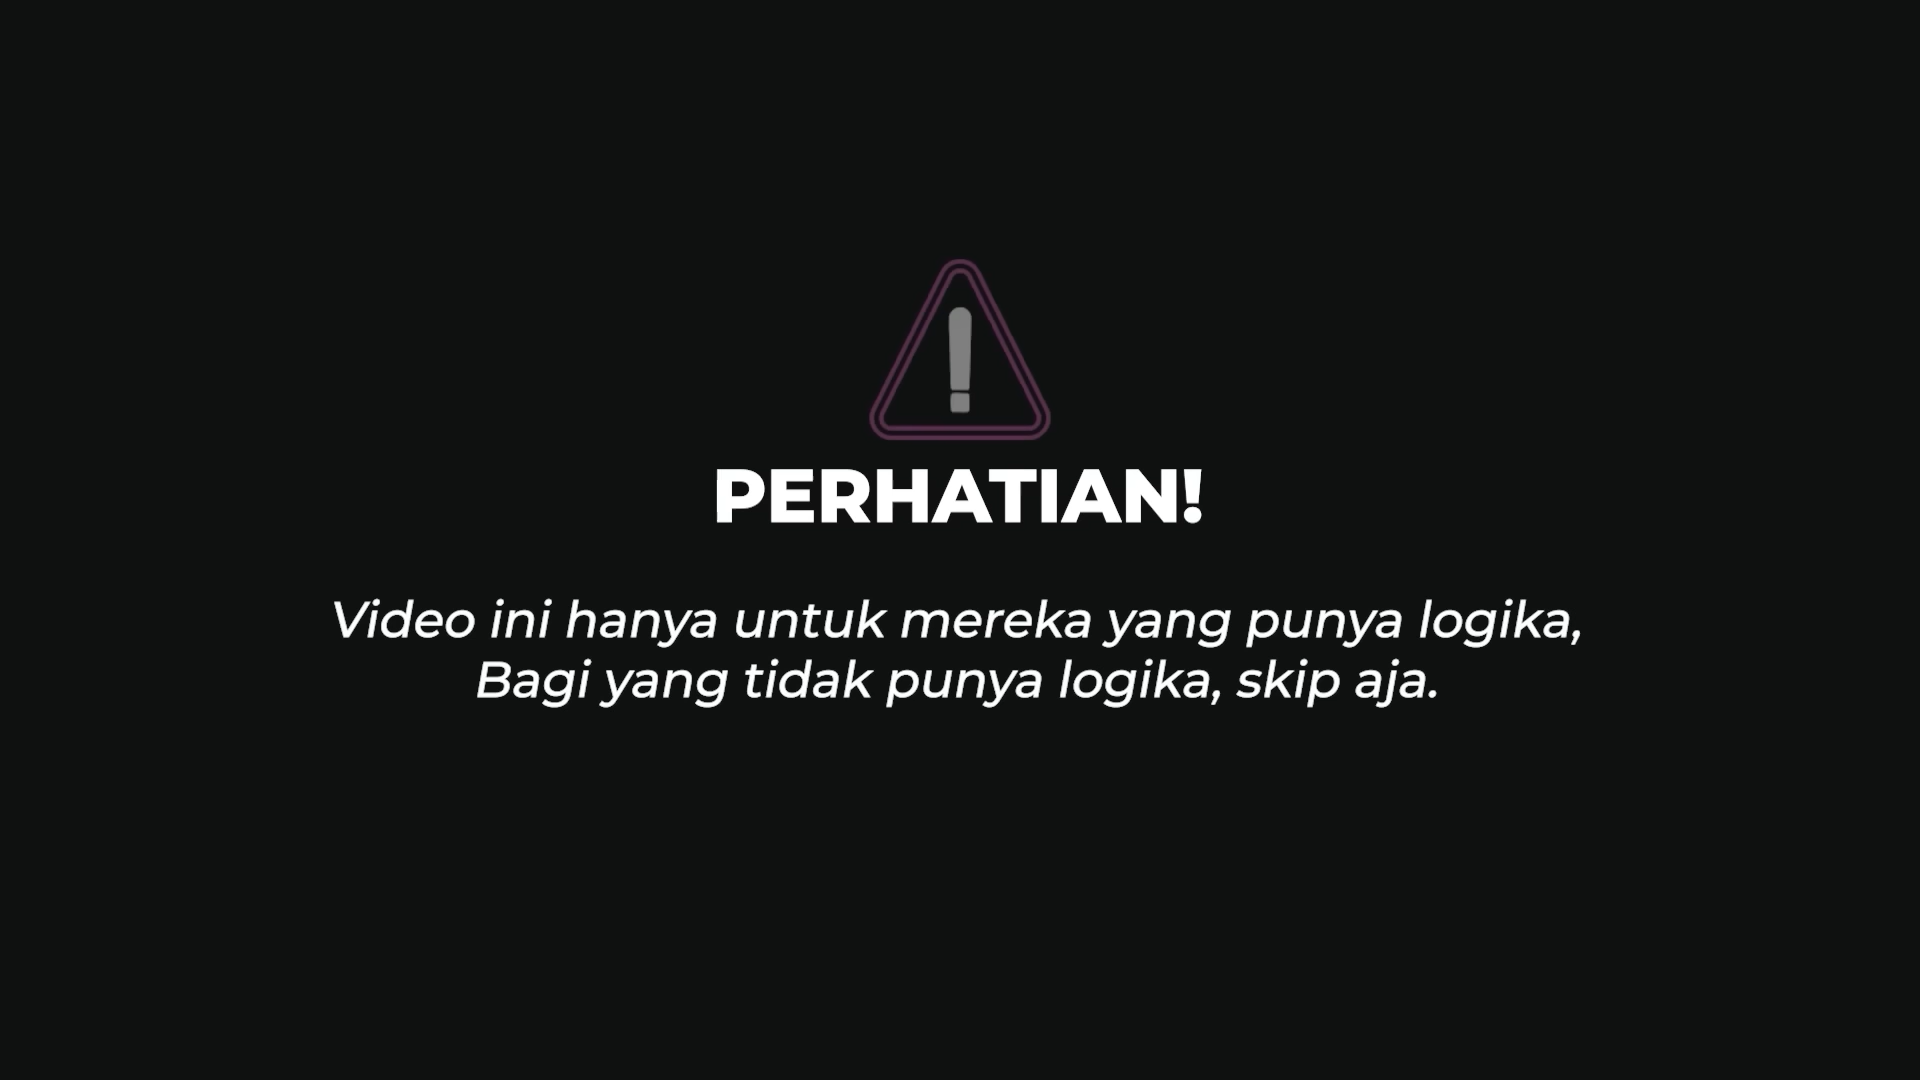 PERHATIAN!
Video ini hanya untuk mereka yang punya logika,
Bagi yang tidak punya logika, skip aja.